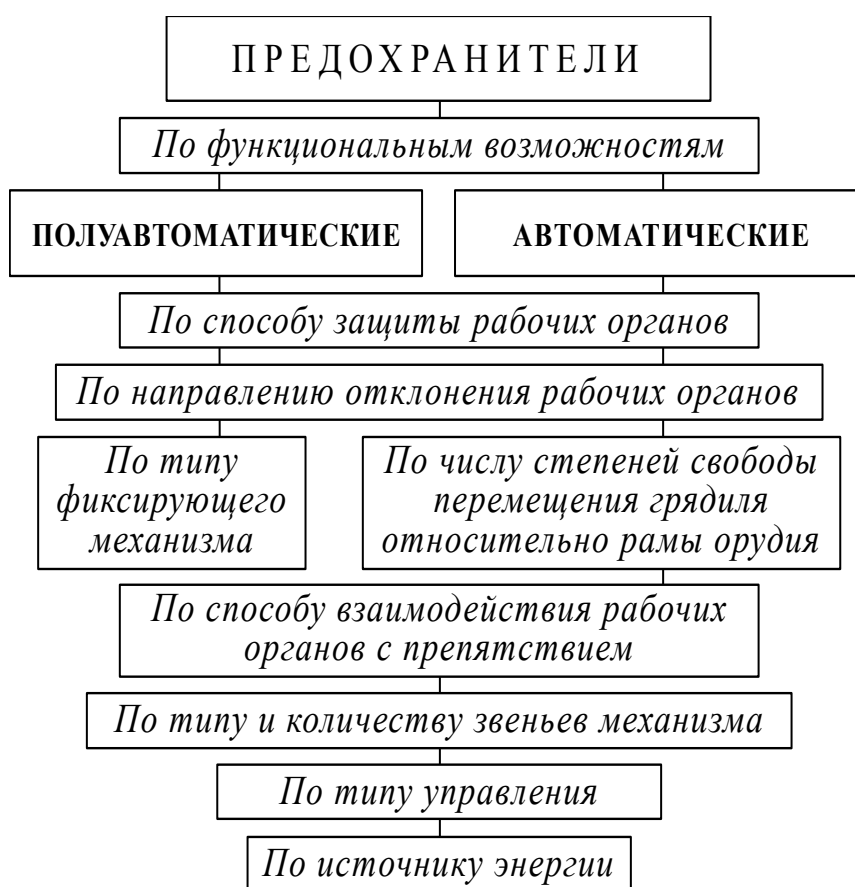 ПРЕДОХРАНИТЕЛИ
По функциональным возможностям
ПОЛУАВТОМАТИЧЕСКИЕ
АВТОМАТИЧЕСКИЕ
По способу защиты рабочих органов
По направлению отклонения рабочих органов
По типу
фиксирующего
механизма
По числу степеней свободы
перемещения грядиля
относительно рамы орудия
По способу взаимодействия рабочих
органов с препятствием
По типу и количеству звеньев механизма
По типу управления
По источнику энергии